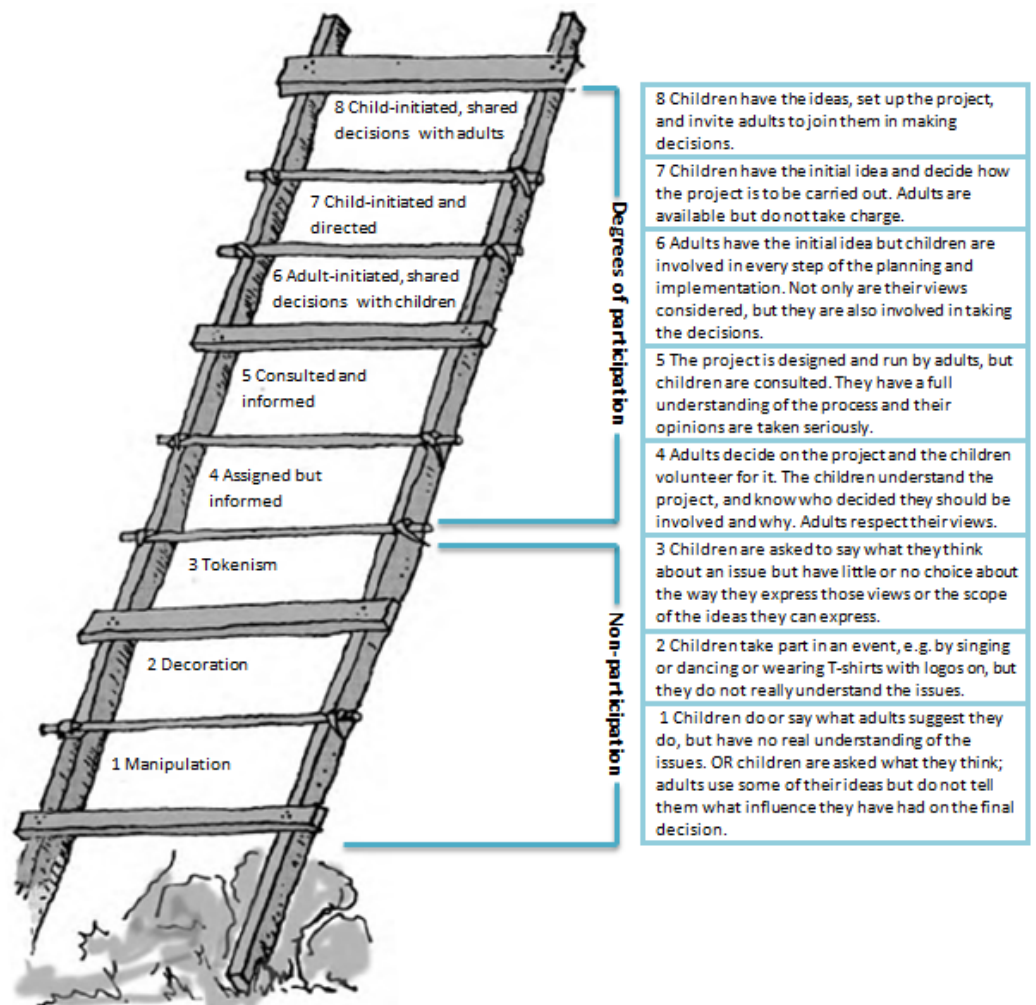 8 Child-initiated, shared
decisions with adults
7 Child-initiated and
directed
6 Adult-initiated, shared
decisions with children
5 Consulted and
informed
4 Assigned but
informed
3 Tokenism
2 Decoration
1 Manipulation
Degrees of participation
Non-participation
8 Children have the ideas, set up the project,
and invite adults to join them in making
decisions.
7 Children have the initial idea and decide how
the project is to be carried out. Adults are
available but do not take charge.
6 Adults have the initial idea but children are
involved in every step of the planning and
implementation. Not only are their views
considered, but they are also involved in taking
the decisions.
5 The project is designed and run by adults, but
children are consulted. They have a full
understanding of the process and their
opinions are taken seriously.
4 Adults decide on the project and the children
volunteer for it. The children understand the
project, and know who decided they should be
involved and why. Adults respect their views.
3 Children are asked to say what they think
about an issue but have little or no choice about
the way they express those views or the scope
of the ideas they can express.
2 Children take part in an event, e.g. by singing
or dancing or wearing T-shirts with logos on, but
they do not really understand the issues.
1 Children do or say what adults suggest they
do, but have no real understanding of the
issues. OR children are asked what they think;
adults use some of their ideas but do not tell
them what influence they have had on the final
decision.